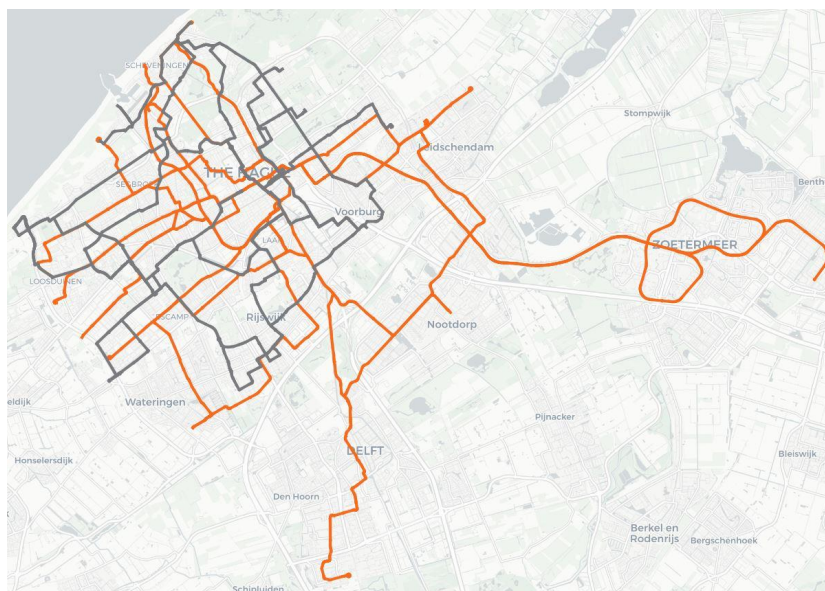 SCHEVENINGEN
Stompwijk
Leidschendam
THE HAGUE
Benth
SEGBRO
Voorburg
ZOETERMEER
LAAK
LOOSDUINEN
ESCAMP
Rijswijk
Nootdorp
eldijk
Wateringen
Pijnacker
DELFT
Honselersdijk
Bleiswijk
Den Hoorn
Berkel en
Rodenrijs
Bergschenhoek
Schipluiden